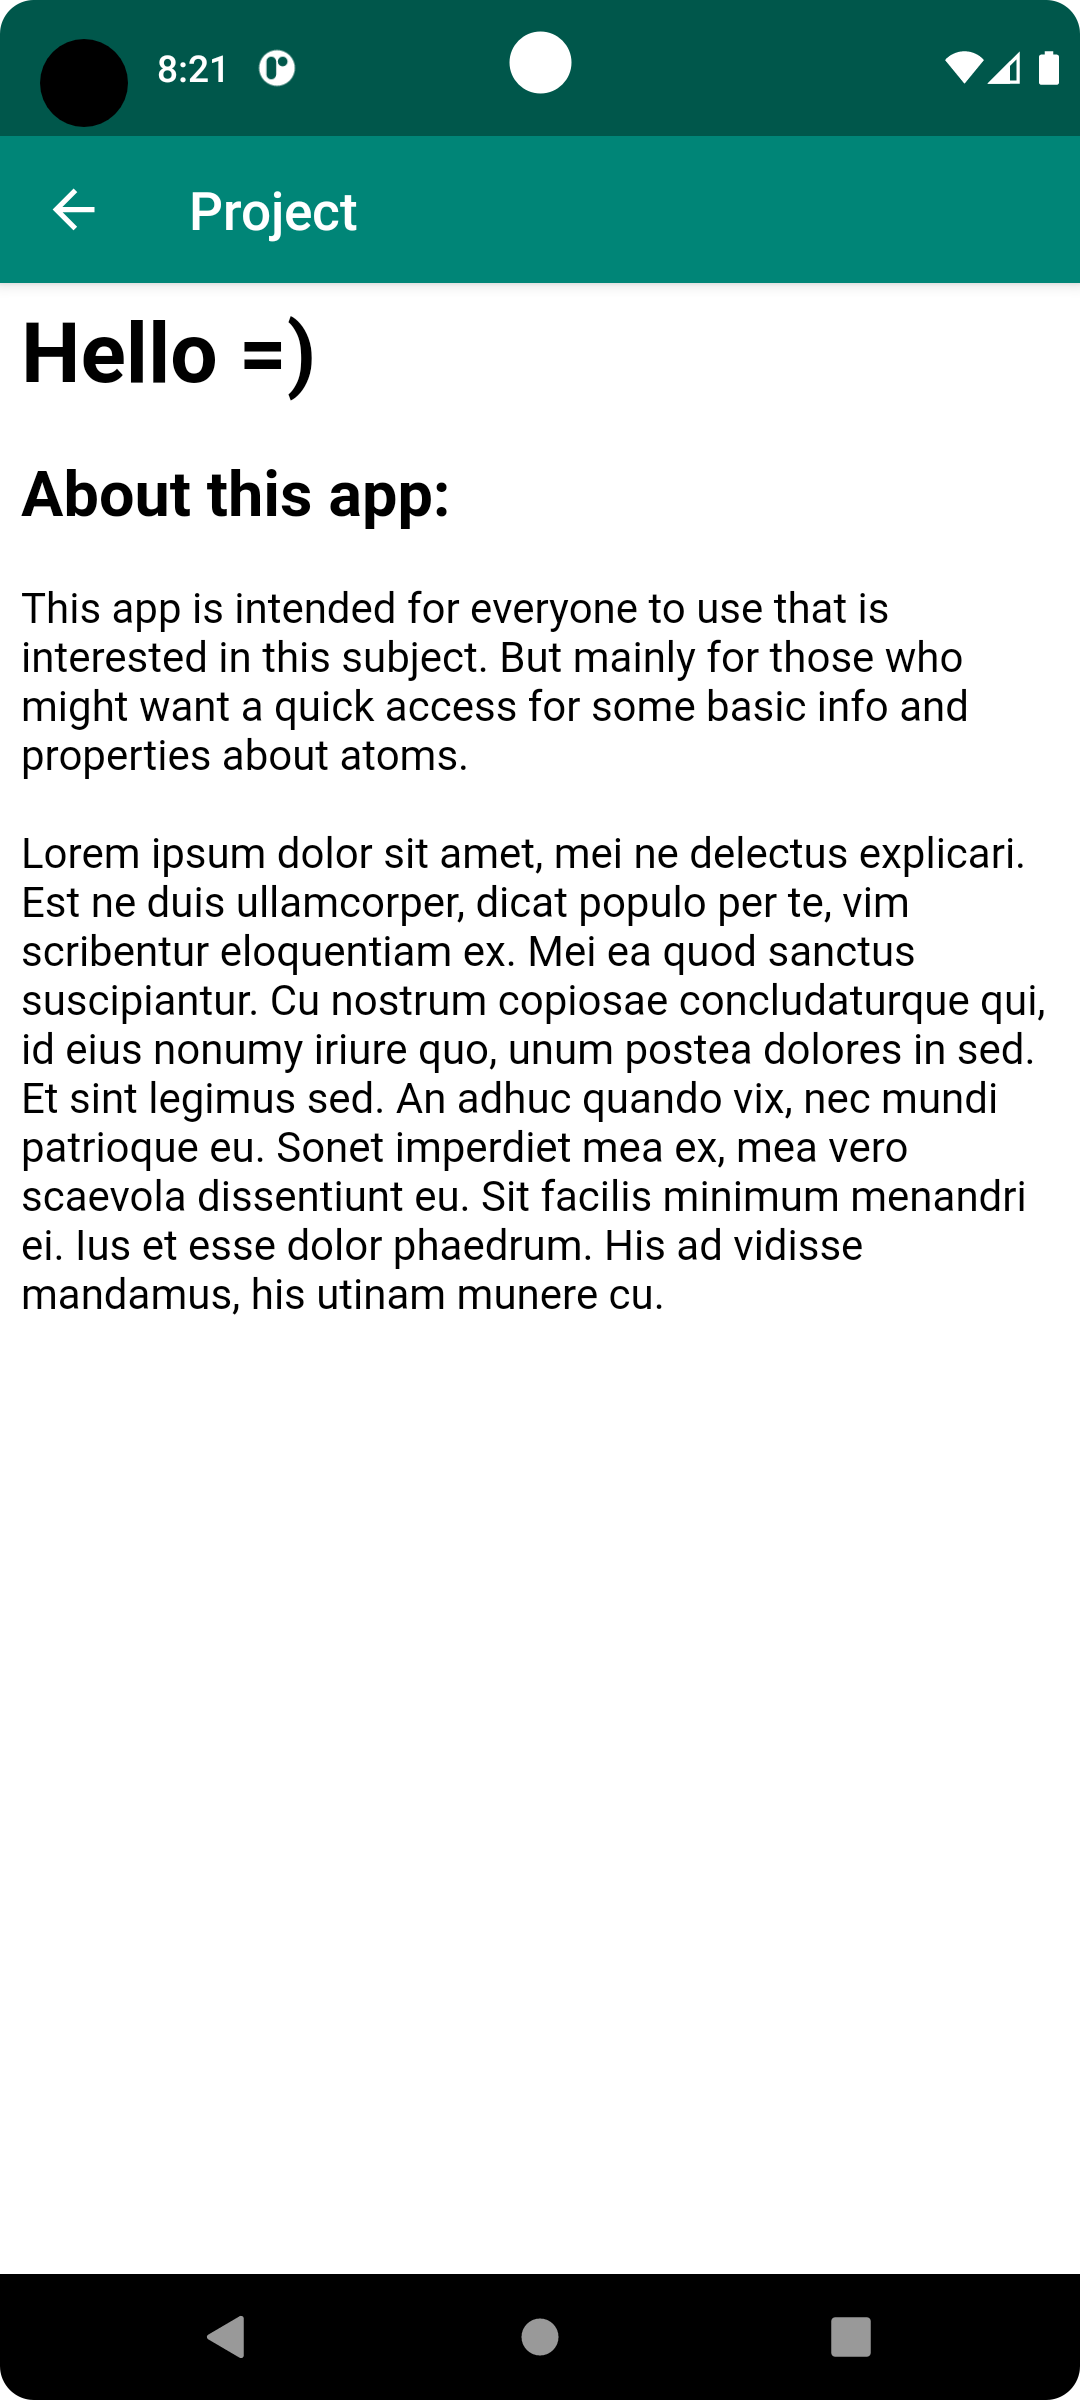 8:21
Project
Hello =)
About this app:
This app is intended for everyone to use that is
interested in this subject. But mainly for those who
might want a quick access for some basic info and
properties about atoms.
Lorem ipsum dolor sit amet, mei ne delectus explicari.
Est ne duis ullamcorper, dicat populo per te, vim
scribentur eloquentiam ex. Mei ea quod sanctus
suscipiantur. Cu nostrum copiosae concludaturque qui,
id eius nonumy iriure quo, unum postea dolores in sed.
Et sint legimus sed. An adhuc quando vix, nec mundi
patrioque eu. Sonet imperdiet mea ex, mea vero
scaevola dissentiunt eu. Sit facilis minimum menandri
ei. Ius et esse dolor phaedrum. His ad vidisse
mandamus, his utinam munere cu.